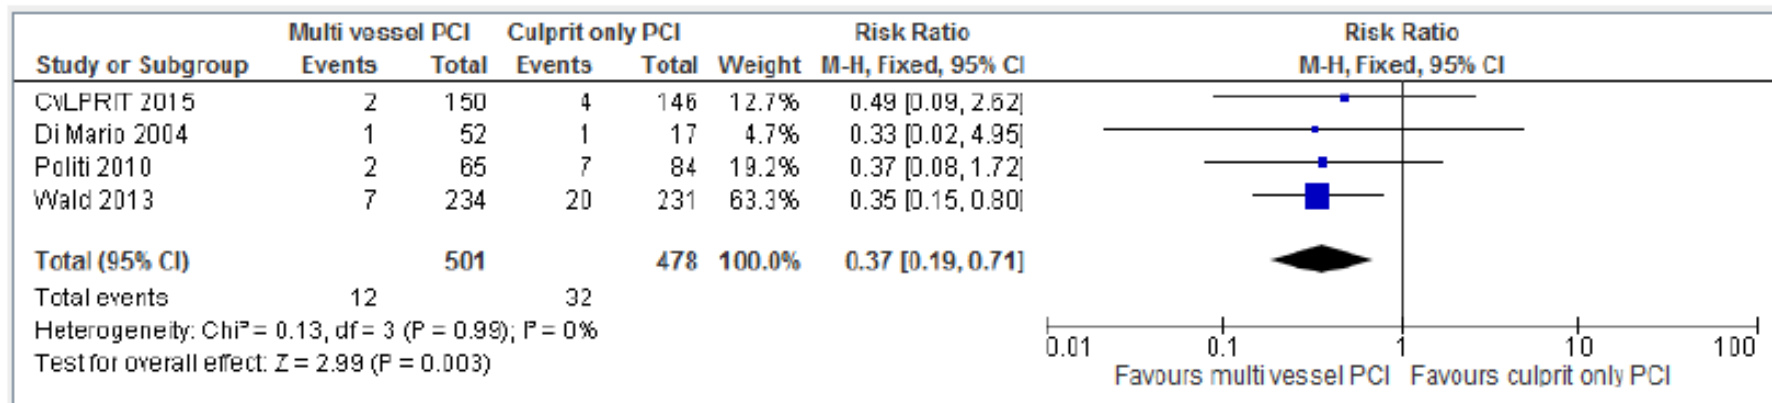 Multi vessel PCI Culprit only PCI Risk Ratio Risk Ratio
Study or Subgroup Events Total Events Total Weight M-H, Fixed, 95% CI M-H, Fixed, 95% CI
CvLPRIT 2015 2 150 4 146 12.7% 0.49 [0.09, 2.62]
Di Mario 2004 1 52 1 17 4.7% 0.33 [0.02, 4.95]
Politi 2010 2 65 7 84 19.2% 0.37 [0.08, 1.72]
Wald 2013 7 234 20 231 63.3% 0.35 [0.15, 0.80]
Total (95% CI) 501 478 100.0% 0.37 [0.19, 0.71]
Total events 12 32
Heterogeneity: Chi² = 0.13, df = 3 (P = 0.99); I² = 0%
Test for overall effect: Z = 2.99 (P = 0.003)
0.01 0.1 1 10 100
Favours multi vessel PCI Favours culprit only PCI